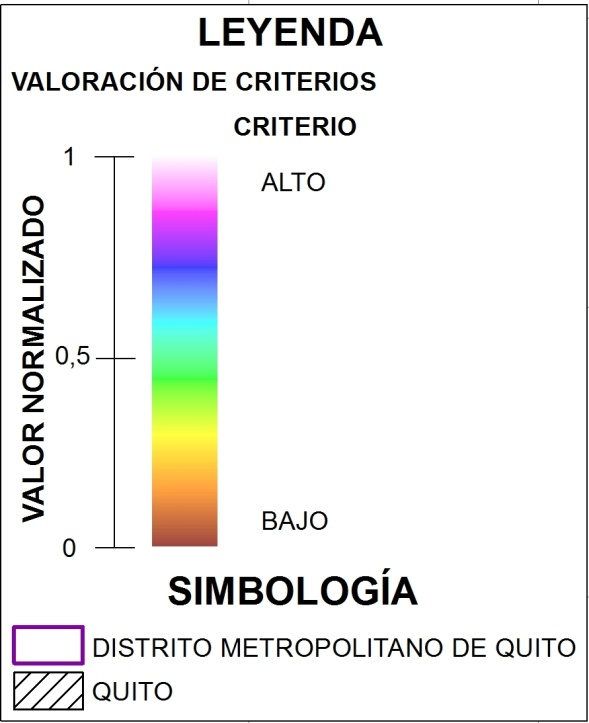 LEYENDA
VALORACIÓN DE CRITERIOS
CRITERIO
1
ALTO
VALOR NORMALIZADO
0,5
BAJO
0
SIMBOLOGÍA
DISTRITO METROPOLITANO DE QUITO
QUITO